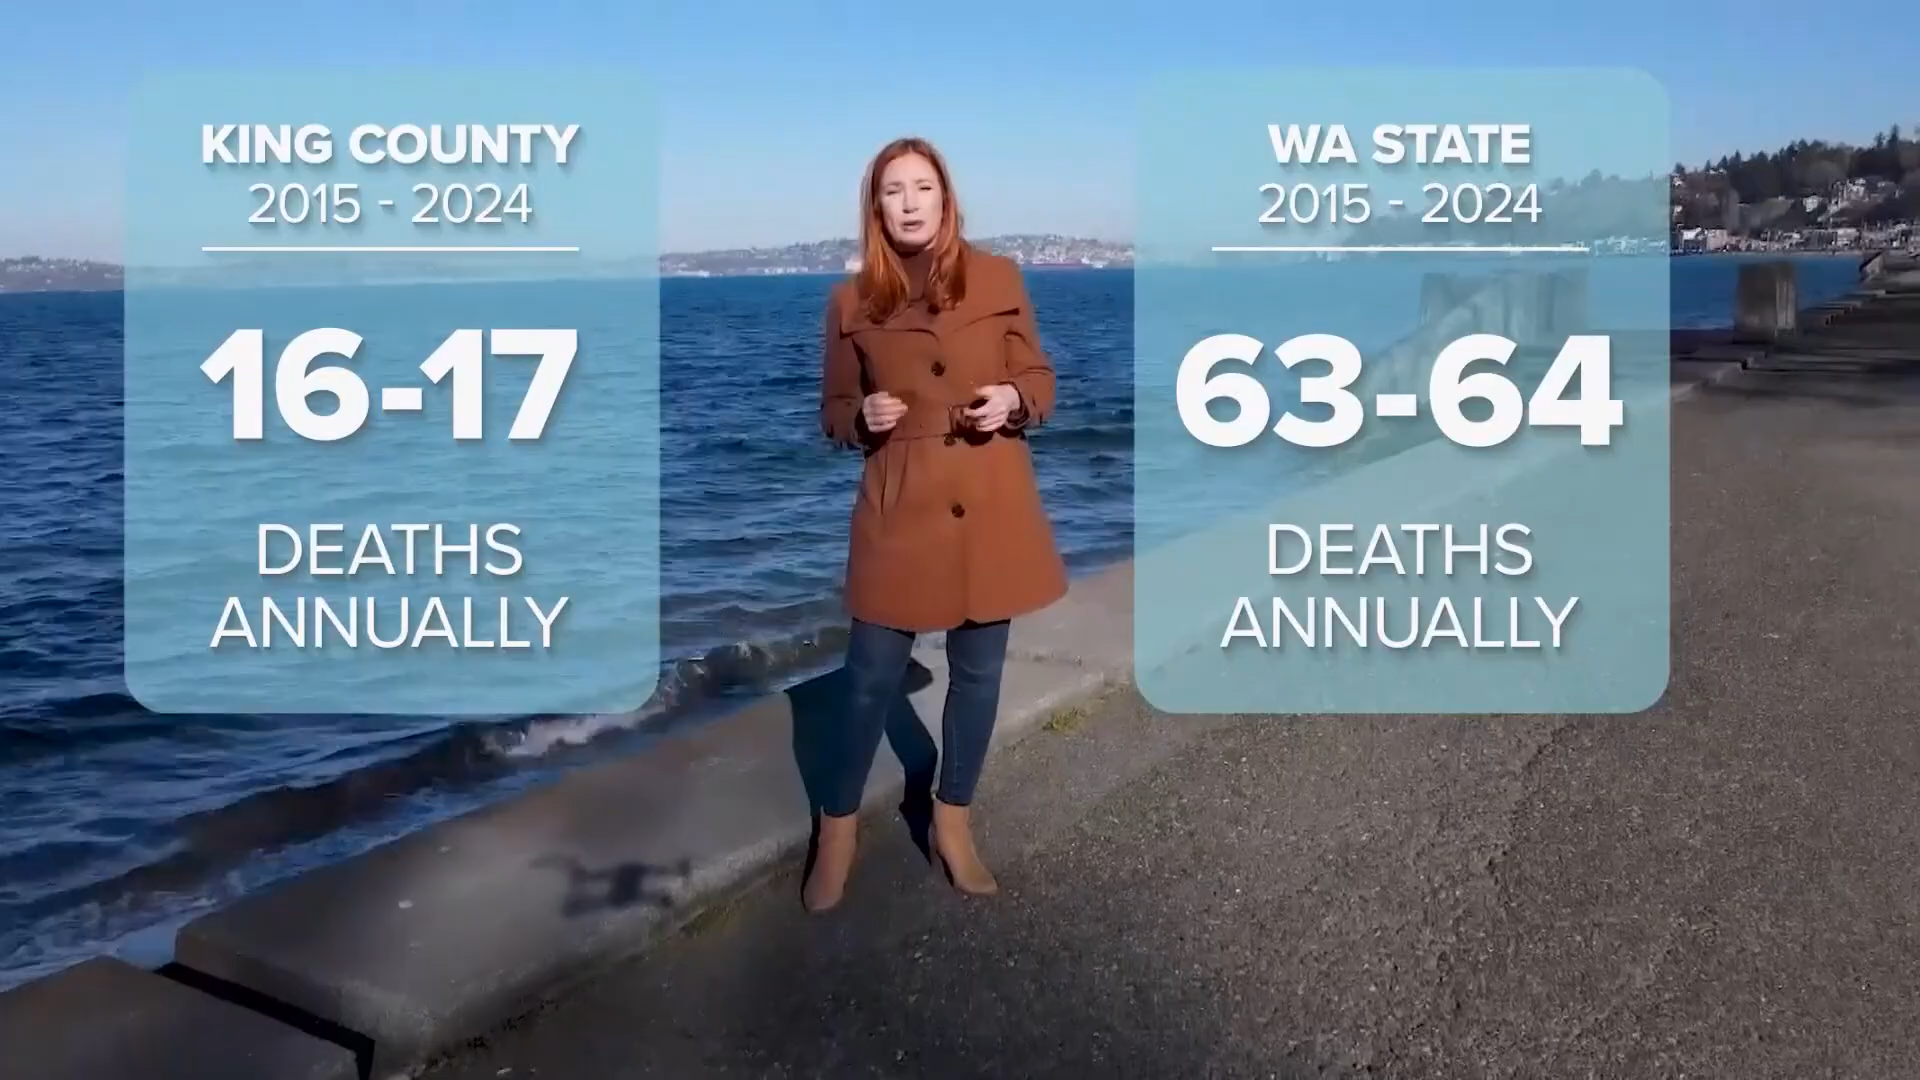 KING COUNTY
2015 - 2024
16-17
DEATHS
ANNUALLY
WA STATE
2015 - 2024
63-64
DEATHS
ANNUALLY